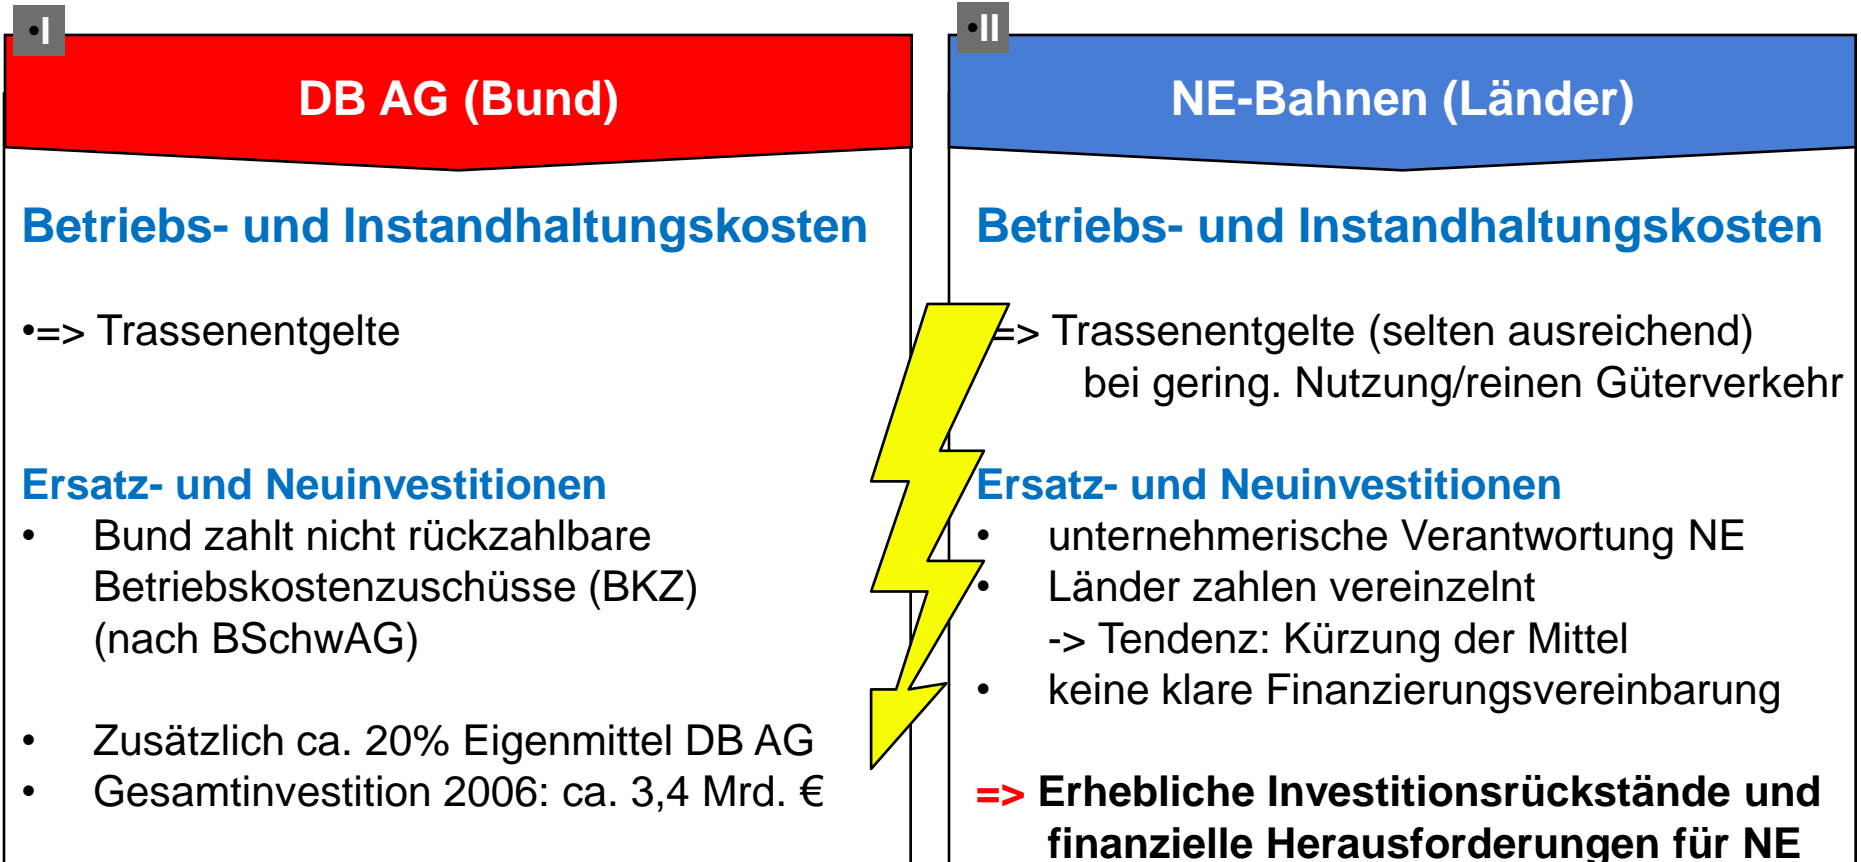 •I
DB AG (Bund)
Betriebs- und Instandhaltungskosten
•=> Trassenentgelte
Ersatz- und Neuinvestitionen
• Bund zahlt nicht rückzahlbare
Betriebskostenzuschüsse (BKZ)
(nach BSchwAG)
• Zusätzlich ca. 20% Eigenmittel DB AG
• Gesamtinvestition 2006: ca. 3,4 Mrd. €
•II
NE-Bahnen (Länder)
Betriebs- und Instandhaltungskosten
=> Trassenentgelte (selten ausreichend)
bei gering. Nutzung/reinen Güterverkehr
Ersatz- und Neuinvestitionen
• unternehmerische Verantwortung NE
• Länder zahlen vereinzelnt
-> Tendenz: Kürzung der Mittel
• keine klare Finanzierungsvereinbarung
=> Erhebliche Investitionsrückstände und
finanzielle Herausforderungen für NE